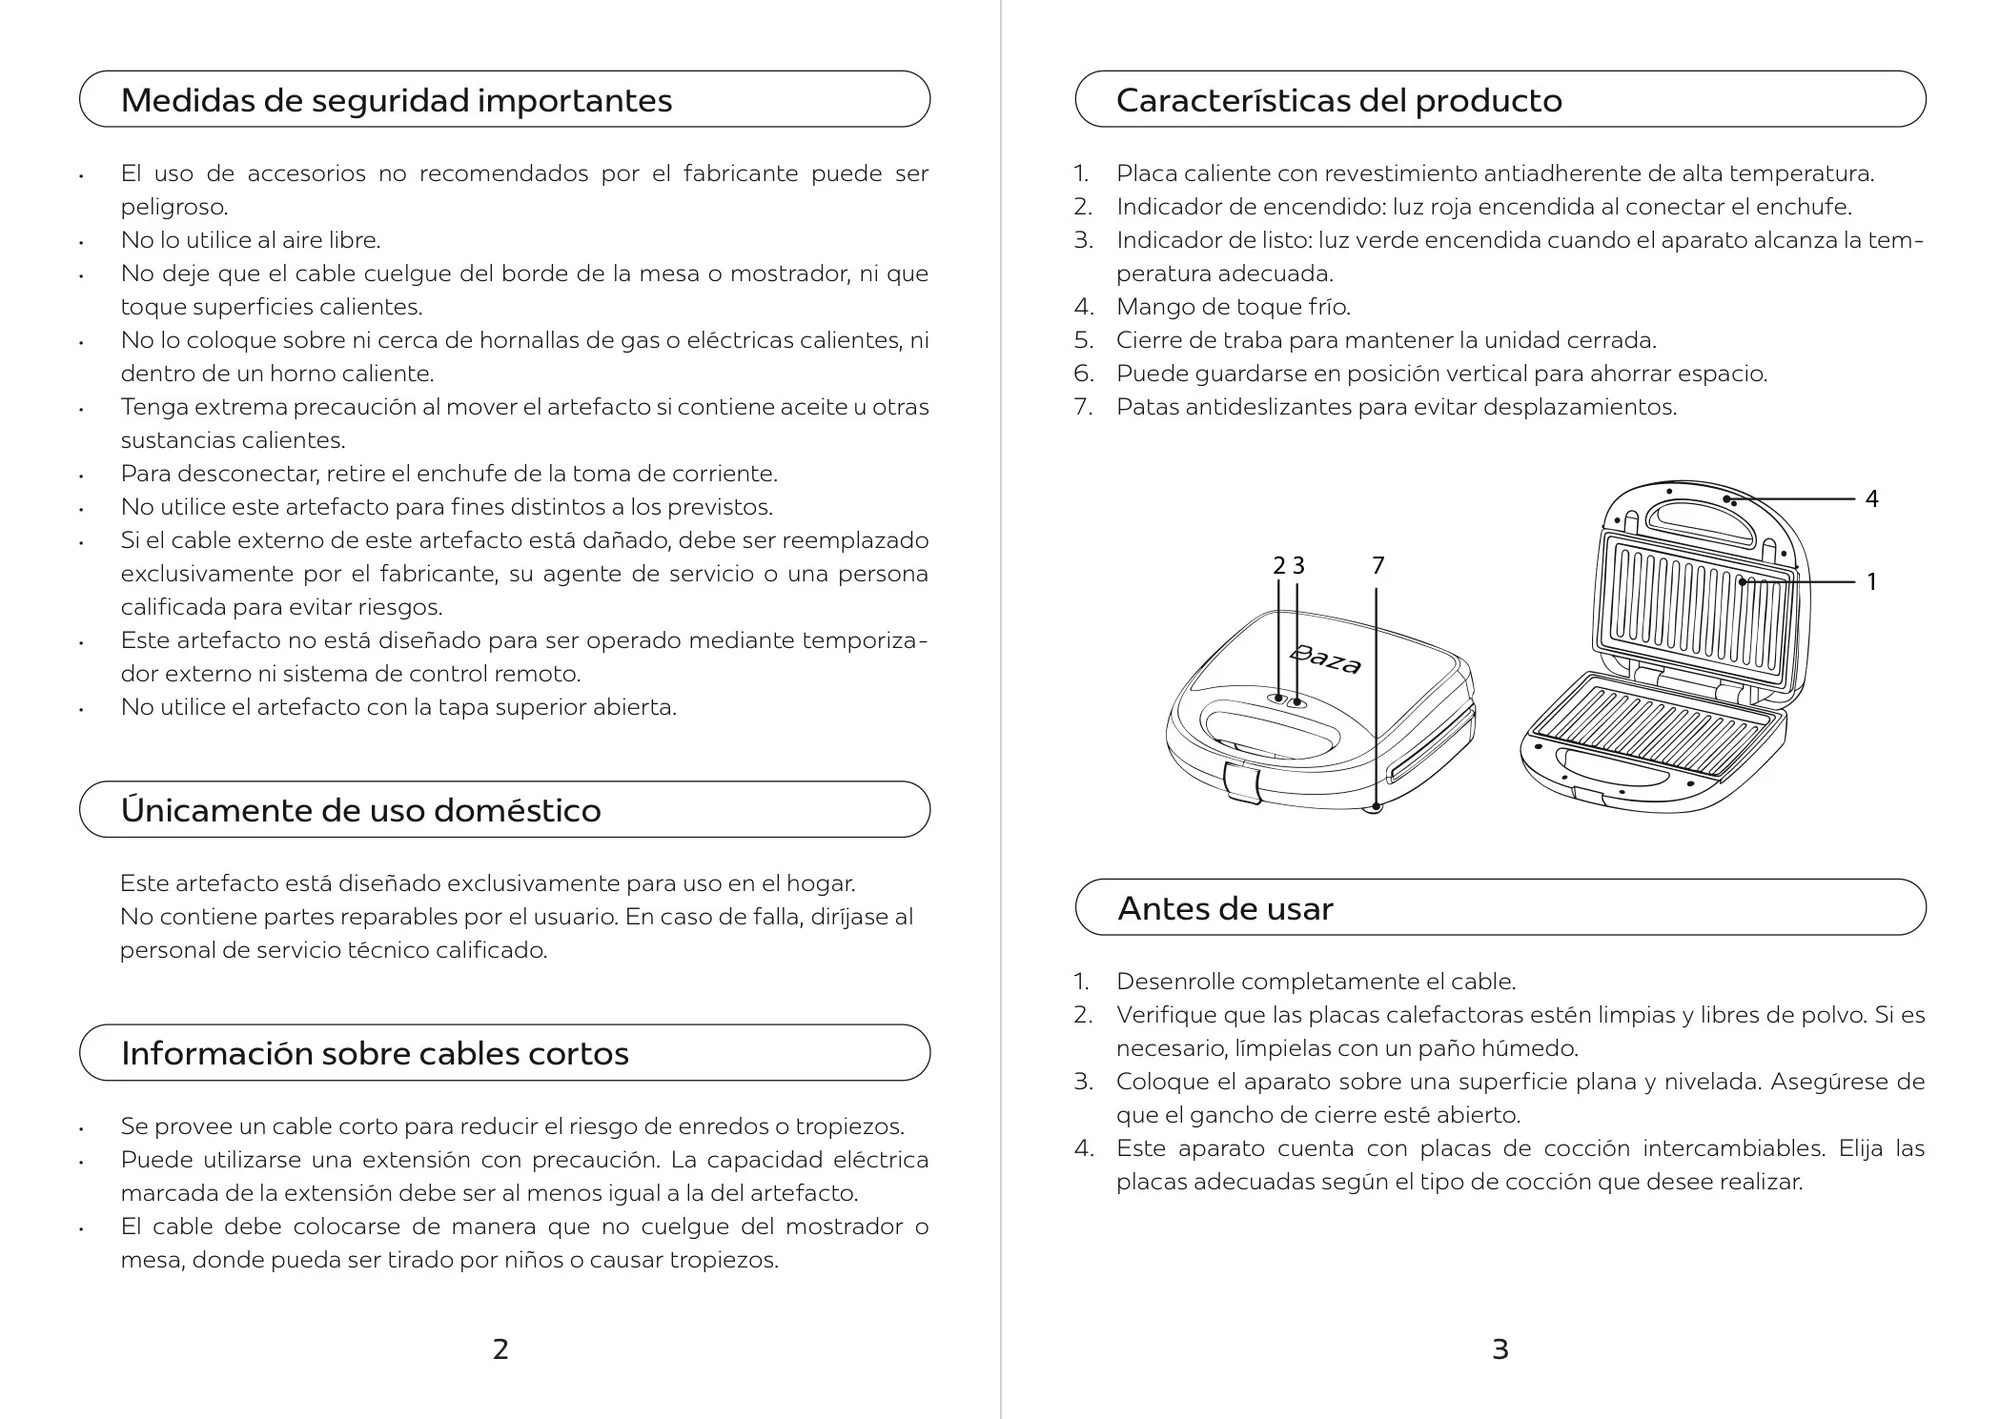 Medidas de seguridad importantes
• El uso de accesorios no recomendados por el fabricante puede ser
peligroso.
• No lo utilice al aire libre.
• No deje que el cable cuelgue del borde de la mesa o mostrador, ni que
toque superficies calientes.
• No lo coloque sobre ni cerca de hornallas de gas o eléctricas calientes, ni
dentro de un horno caliente.
• Tenga extrema precaución al mover el artefacto si contiene aceite u otras
sustancias calientes.
• Para desconectar, retire el enchufe de la toma de corriente.
• No utilice este artefacto para fines distintos a los previstos.
• Si el cable externo de este artefacto está dañado, debe ser reemplazado
exclusivamente por el fabricante, su agente de servicio o una persona
calificada para evitar riesgos.
• Este artefacto no está diseñado para ser operado mediante temporiza-
dor externo ni sistema de control remoto.
• No utilice el artefacto con la tapa superior abierta.
Únicamente de uso doméstico
Este artefacto está diseñado exclusivamente para uso en el hogar.
No contiene partes reparables por el usuario. En caso de falla, diríjase al
personal de servicio técnico calificado.
Información sobre cables cortos
• Se provee un cable corto para reducir el riesgo de enredos o tropiezos.
• Puede utilizarse una extensión con precaución. La capacidad eléctrica
marcada de la extensión debe ser al menos igual a la del artefacto.
• El cable debe colocarse de manera que no cuelgue del mostrador o
mesa, donde pueda ser tirado por niños o causar tropiezos.
2
Características del producto
1. Placa caliente con revestimiento antiadherente de alta temperatura.
2. Indicador de encendido: luz roja encendida al conectar el enchufe.
3. Indicador de listo: luz verde encendida cuando el aparato alcanza la tem-
peratura adecuada.
4. Mango de toque frío.
5. Cierre de traba para mantener la unidad cerrada.
6. Puede guardarse en posición vertical para ahorrar espacio.
7. Patas antideslizantes para evitar desplazamientos.
4
2 3 7
1
Daza
Antes de usar
1. Desenrolle completamente el cable.
2. Verifique que las placas calefactoras estén limpias y libres de polvo. Si es
necesario, límpielas con un paño húmedo.
3. Coloque el aparato sobre una superficie plana y nivelada. Asegúrese de
que el gancho de cierre esté abierto.
4. Este aparato cuenta con placas de cocción intercambiables. Elija las
placas adecuadas según el tipo de cocción que desee realizar.
3